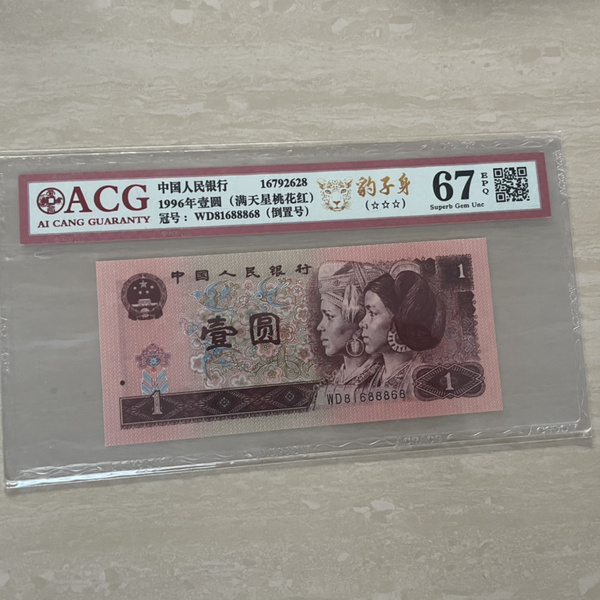 ACG
AI CANG GUARANTY
中国人民银行 16792628
1996年壹圆（满天星桃花红）
冠号：WD81688868（倒置号）
豹子身
(☆☆☆)
67 EPQ
Superb Gem Unc
中国人民银行
壹圆
1
1
1
WD81688868